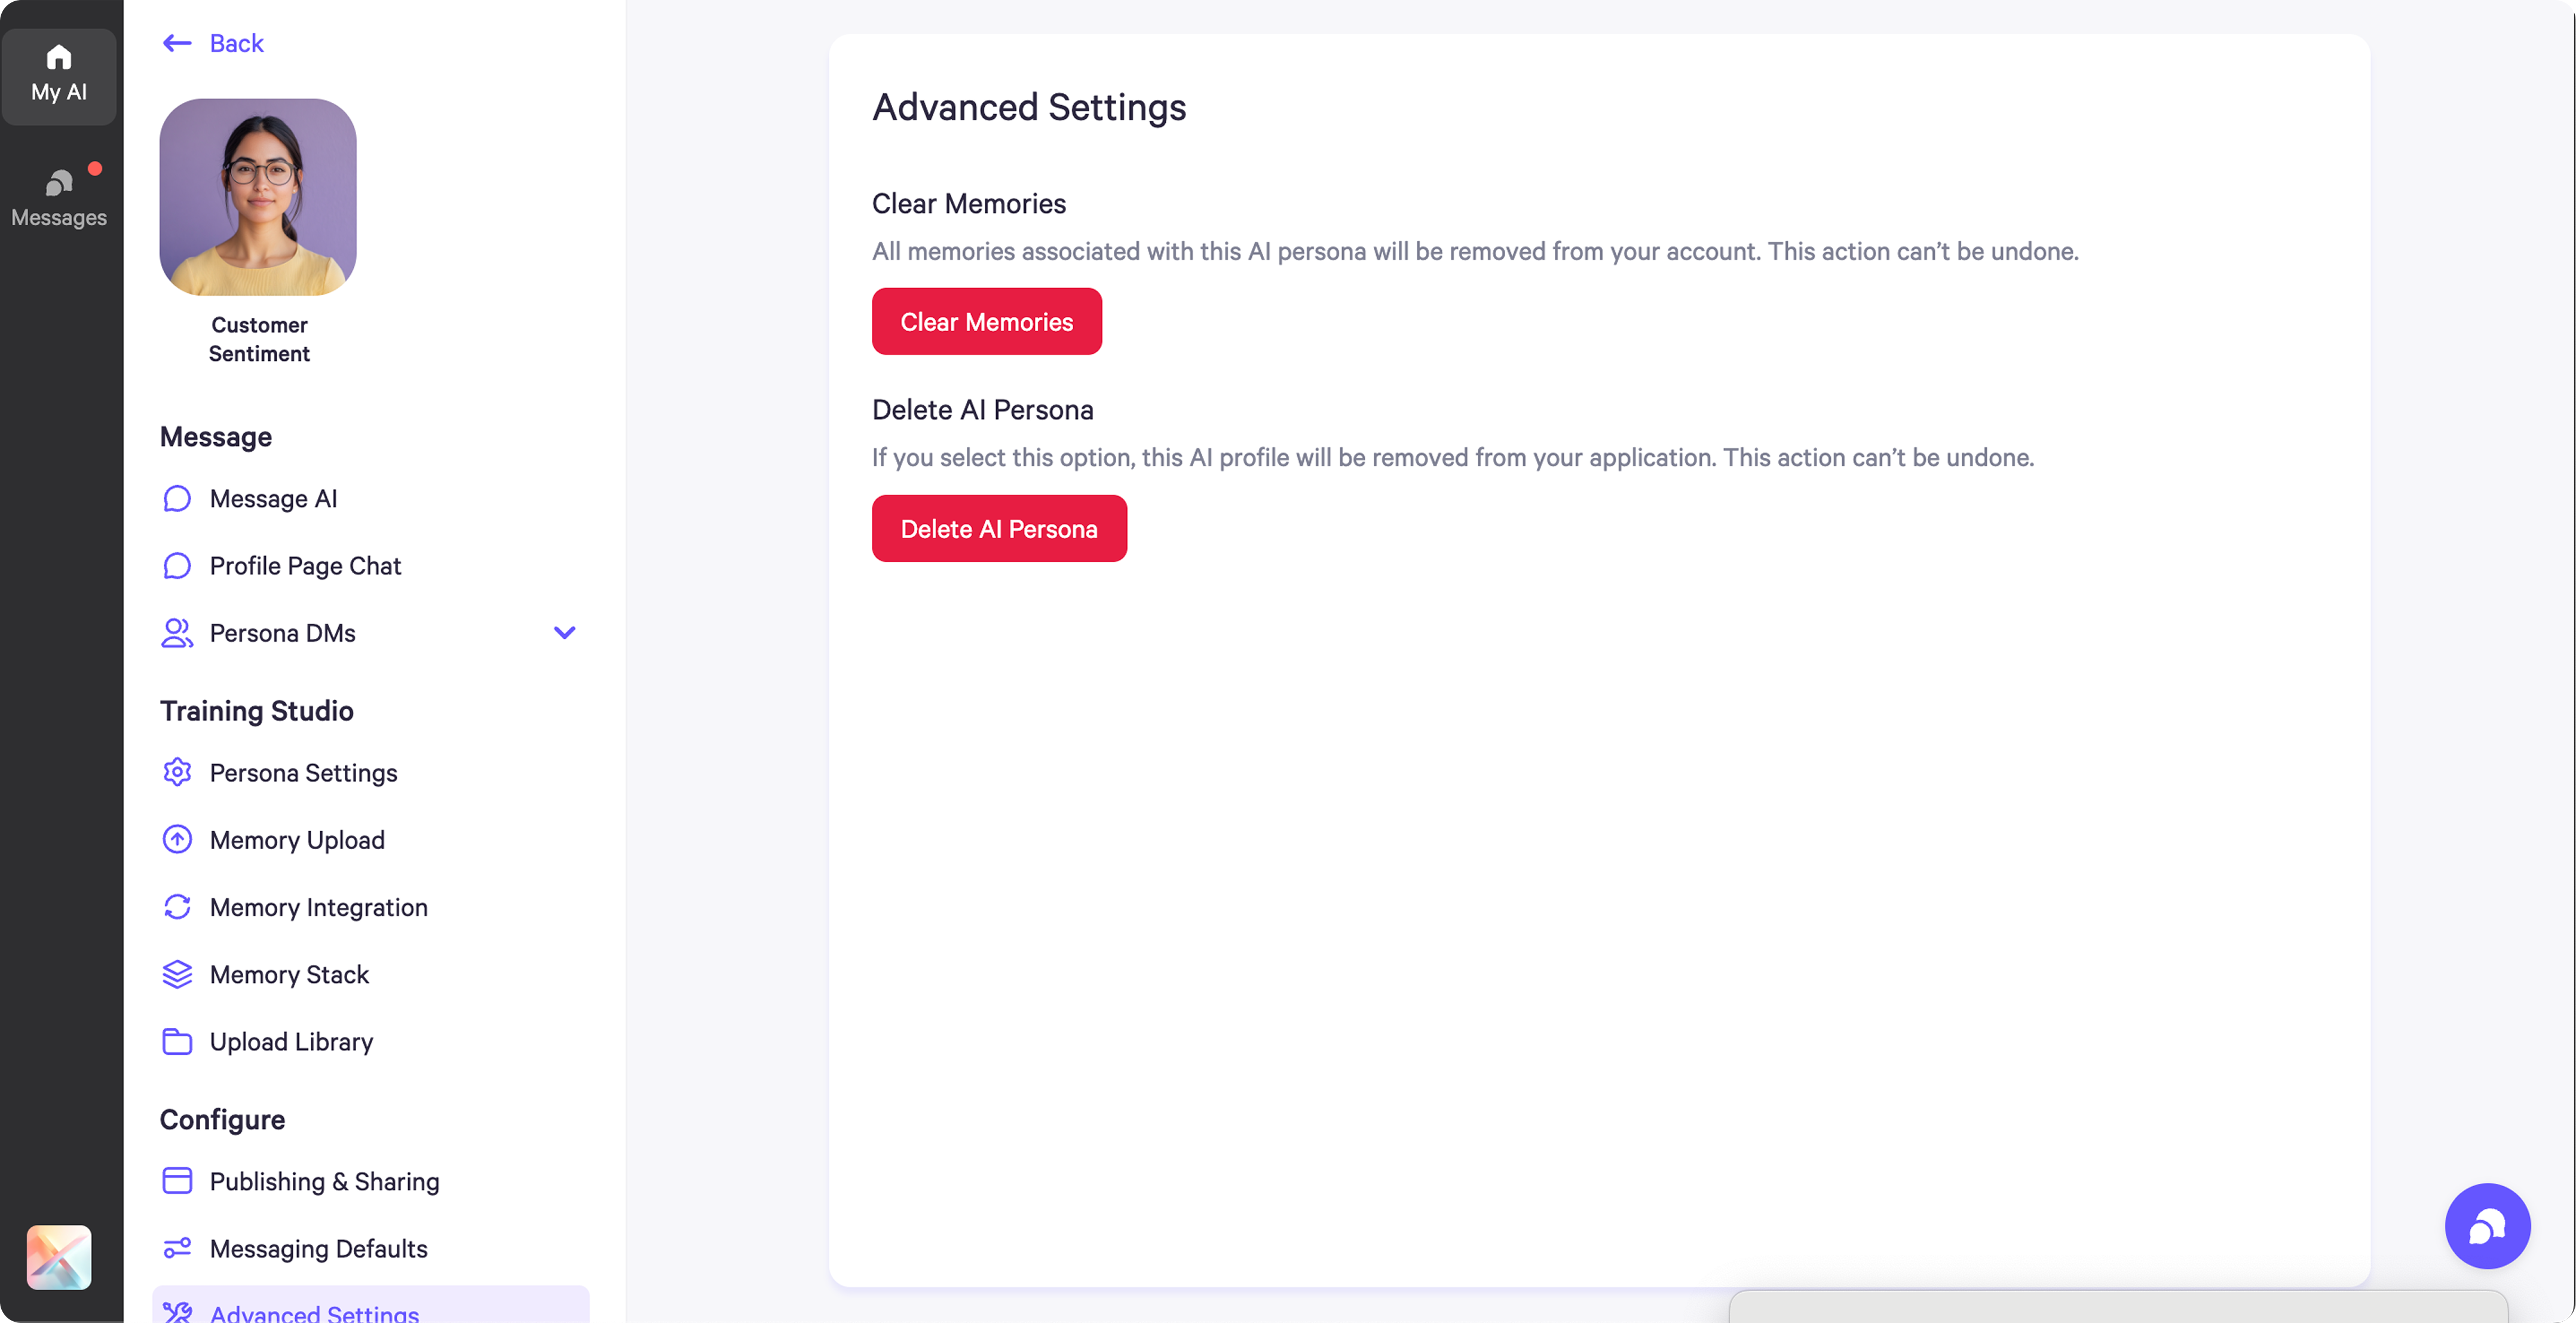 My AI
Messages
Back
Customer
Sentiment
Message
Message AI
Profile Page Chat
Persona DMs
Training Studio
Persona Settings
Memory Upload
Memory Integration
Memory Stack
Upload Library
Configure
Publishing & Sharing
Messaging Defaults
Advanced Settings
Advanced Settings
Clear Memories
All memories associated with this AI persona will be removed from your account. This action can’t be undone.
Clear Memories
Delete AI Persona
If you select this option, this AI profile will be removed from your application. This action can’t be undone.
Delete AI Persona